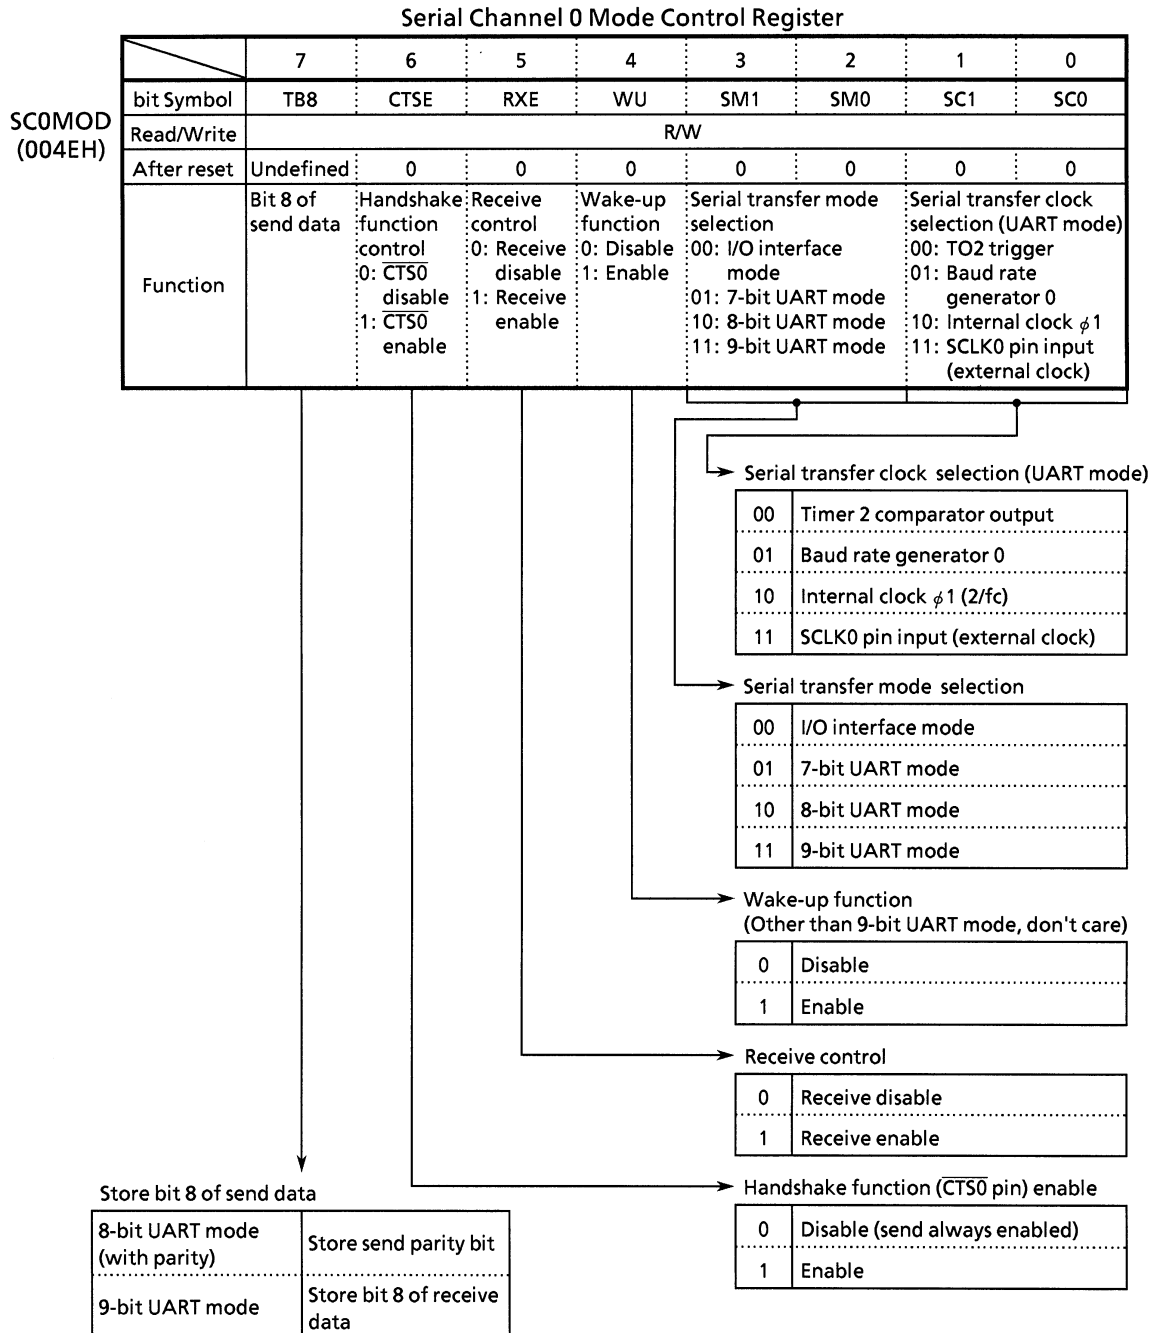 Serial Channel 0 Mode Control Register
7 6 5 4 3 2 1 0
SC0MOD
(004EH)
bit Symbol TB8 CTSE RXE WU SM1 SM0 SC1 SC0
Read/Write R/W
After reset Undefined 0 0 0 0 0 0 0
Function
Bit 8 of
send data
Handshake
function
control
0: CTS0
disable
1: CTS0
enable
Receive
control
0: Receive
disable
1: Receive
enable
Wake-up
function
0: Disable
1: Enable
Serial transfer mode
selection
00: I/O interface
mode
01: 7-bit UART mode
10: 8-bit UART mode
11: 9-bit UART mode
Serial transfer clock
selection (UART mode)
00: TO2 trigger
01: Baud rate
generator 0
10: Internal clock ϕ1
11: SCLK0 pin input
(external clock)
Serial transfer clock selection (UART mode)
00 Timer 2 comparator output
01 Baud rate generator 0
10 Internal clock ϕ1 (2/fc)
11 SCLK0 pin input (external clock)
Serial transfer mode selection
00 I/O interface mode
01 7-bit UART mode
10 8-bit UART mode
11 9-bit UART mode
Wake-up function
(Other than 9-bit UART mode, don't care)
0 Disable
1 Enable
Receive control
0 Receive disable
1 Receive enable
Handshake function (CTS0 pin) enable
0 Disable (send always enabled)
1 Enable
Store bit 8 of send data
8-bit UART mode
(with parity)
Store send parity bit
9-bit UART mode
Store bit 8 of receive
data